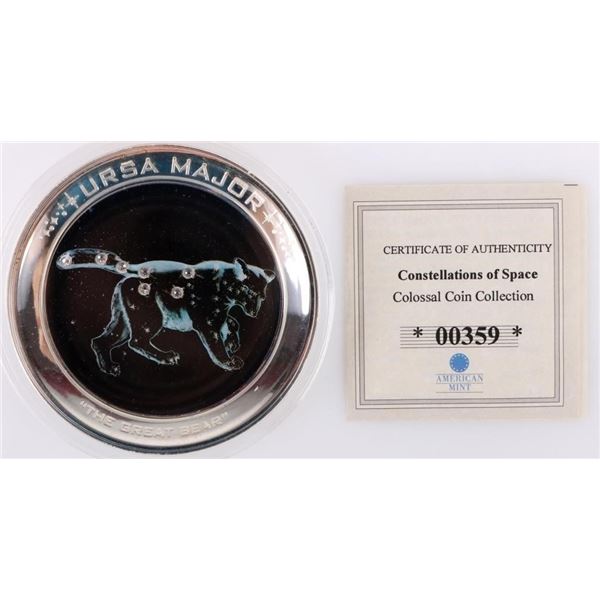 URSA MAJOR
"THE GREAT BEAR"
CERTIFICATE OF AUTHENTICITY
Constellations of Space
Colossal Coin Collection
* 00359 *
AMERICAN
MINT